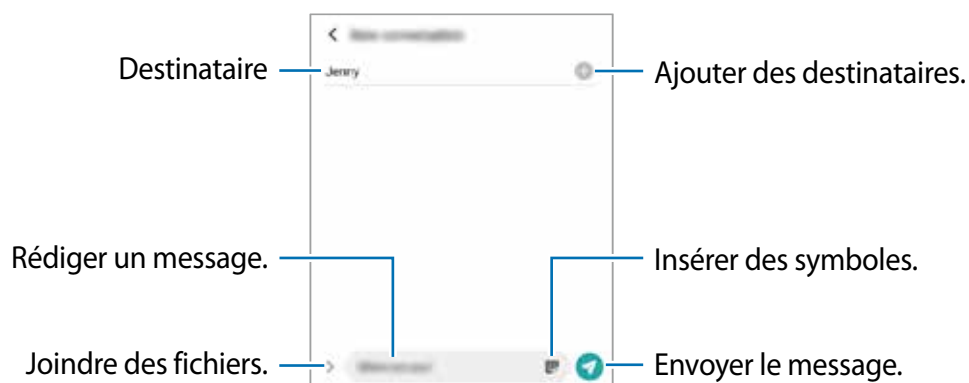 Destinataire
Jenny
Ajouter des destinataires.
Rédiger un message.
Insérer des symboles.
Joindre des fichiers.
Envoyer le message.